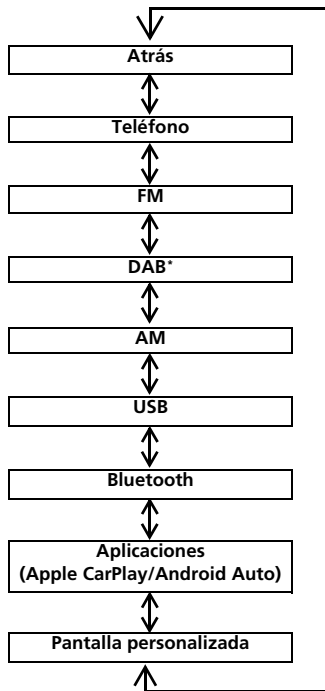 Atrás
Teléfono
FM
DAB*
AM
USB
Bluetooth
Aplicaciones
(Apple CarPlay/Android Auto)
Pantalla personalizada